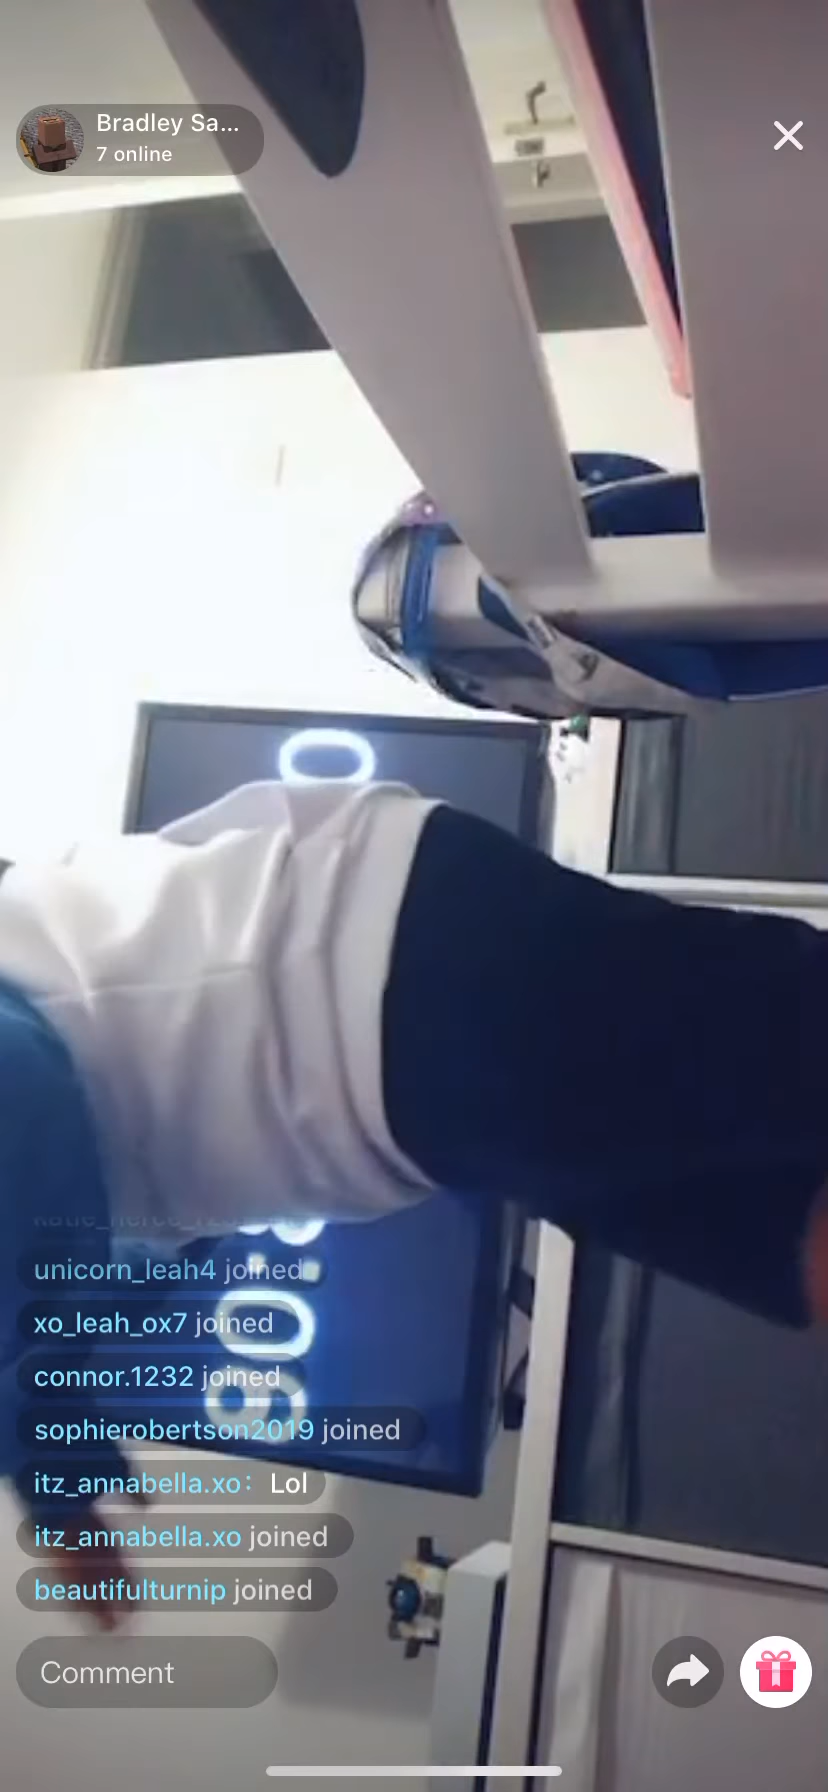 Bradley Sa...
7 online
unicorn_leah4 joined
xo_leah_ox7 joined
connor.1232 joined
sophierobertson2019 joined
itz_annabella.xo: Lol
itz_annabella.xo joined
beautifulturnip joined
Comment